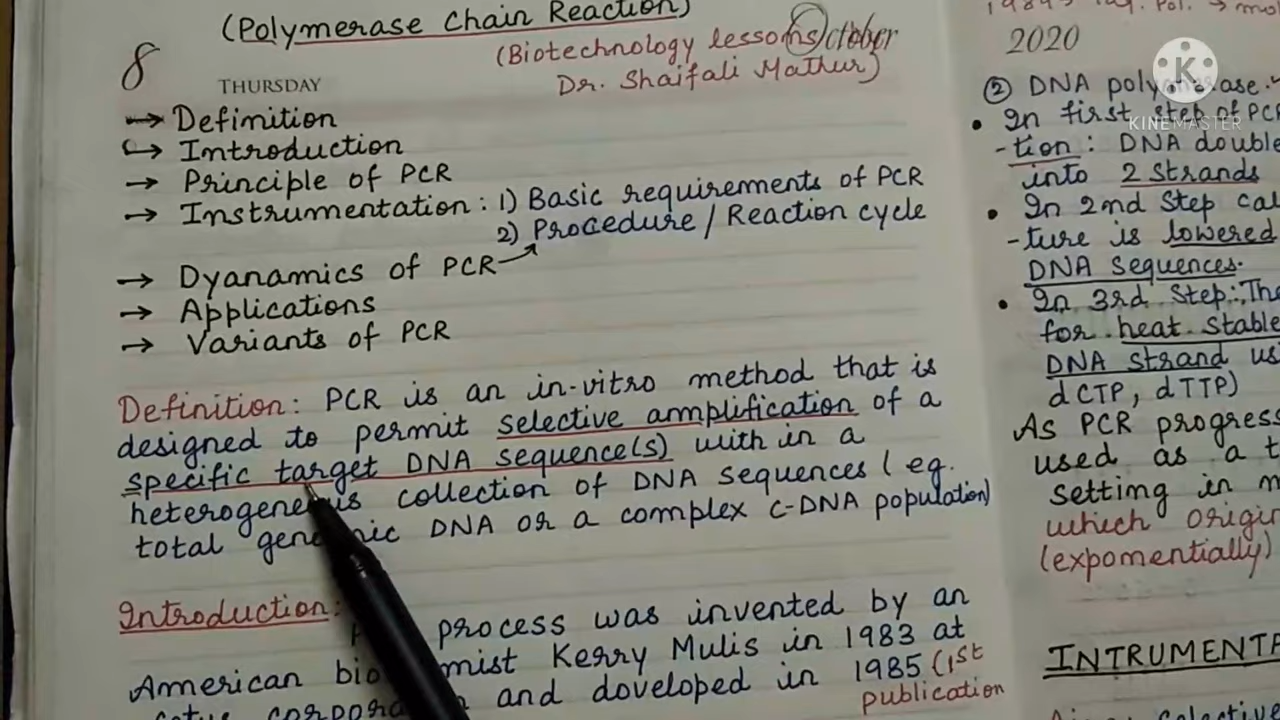 (Polymerase Chain Reaction)
(Biotechnology lessons)
Dr. Shaifali Mathur)
October
8
THURSDAY
→ Definition
→ Introduction
→ Principle of PCR
→ Instrumentation: 1) Basic requirements of PCR
2) Procedure / Reaction cycle
→ Dyanamics of PCR
→ Applications
→ Variants of PCR
Definition: PCR is an in-vitro method that is
designed to permit selective amplification of a
specific target DNA sequence(s) with in a
collection of DNA sequences (eg.
total DNA or a complex c-DNA population)
Introduction:
process was invented by an
American Kerry Mulis in 1983 at
and doveloped in 1985 (1st
publication
2020
KINEMASTER
② DNA polymerase
• In first step of PCR
-tion: DNA double
into 2 strands
• In 2nd Step
-ture is lowered
DNA Sequences.
• In 3rd Step: The
for heat stable
DNA strand
dCTP, dTTP)
As PCR progress
used as a t
setting in m
which origin
(expomentially)
INTRUMENTA